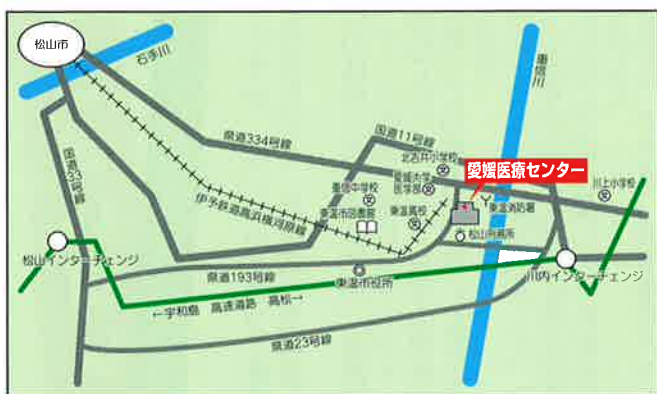 松山市
石手川
重信川
県道334号線
国道11号線
北吉井小学校
愛媛医療センター
愛媛大学
医学部
川上小学校
国道33号線
重信中学校
伊予鉄道高浜横河原線
東温市図書館
東温高校
東温消防署
松山刑務所
松山インターチェンジ
県道193号線
東温市役所
川内インターチェンジ
←宇和島 高速道路 高松→
県道23号線